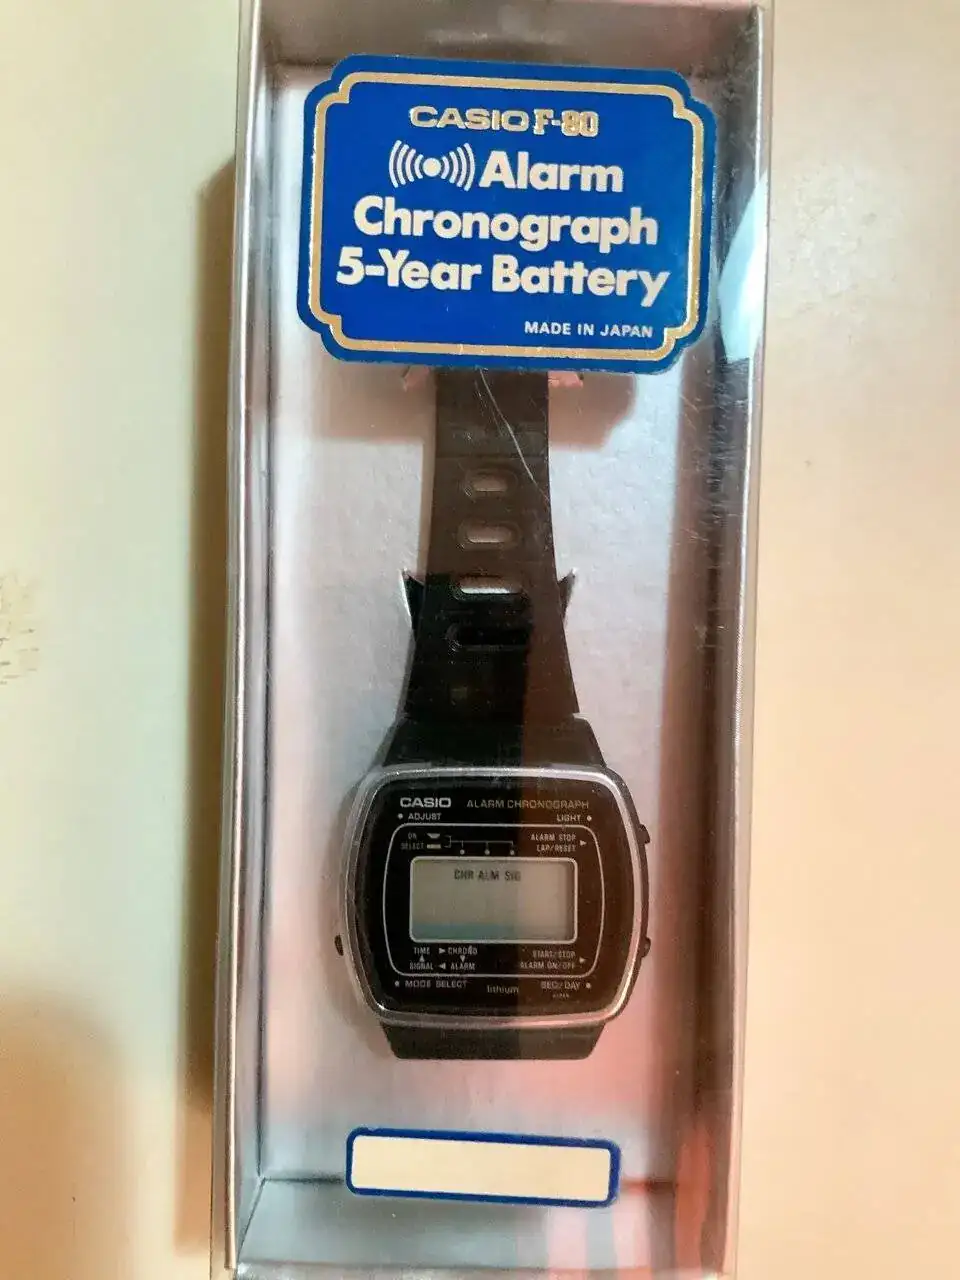 CASIO F-80
Alarm
Chronograph
5-Year Battery
MADE IN JAPAN
CASIO ALARM CHRONOGRAPH
ADJUST LIGHT
ON
SELECT
ALARM STOP
LAP/RESET
CHR ALM SIG
TIME CHRONO
SIGNAL ALARM
START/STOP
ALARM ON/OFF
MODE SELECT lithium SEC/DAY
JAPAN